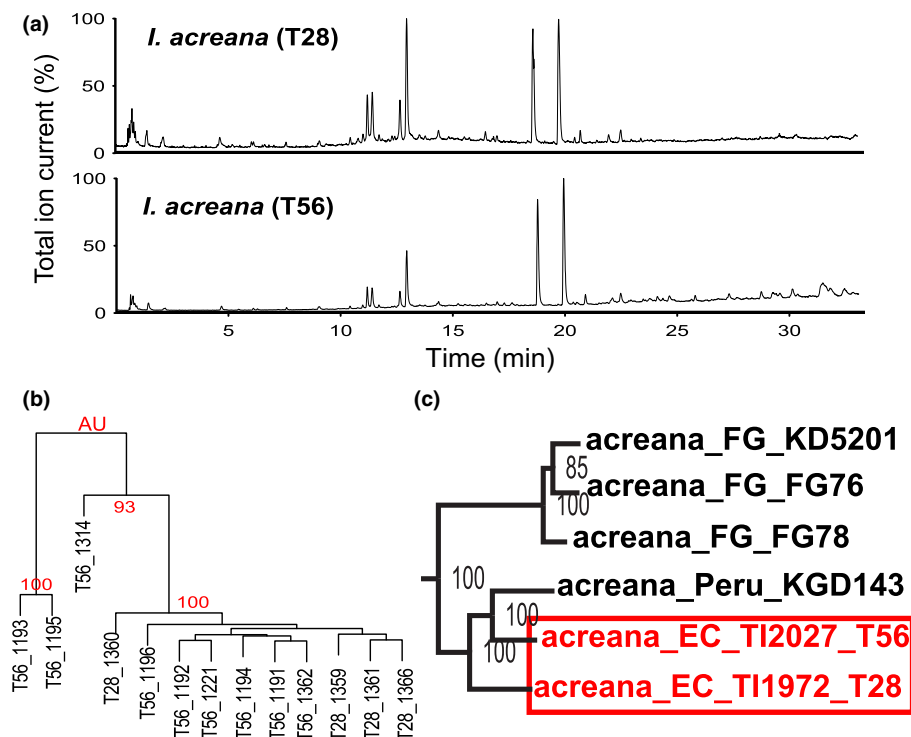 (a)
Total ion current (%)
100
50
0
I. acreana (T28)
100
50
0
I. acreana (T56)
5 10 15 20 25 30
Time (min)
(b)
AU
93
100
100
T56_1193
T56_1195
T56_1314
T28_1360
T56_1196
T56_1192
T56_1221
T56_1194
T56_1191
T56_1362
T28_1359
T28_1361
T28_1366
(c)
acreana_FG_KD5201
85
acreana_FG_FG76
100
acreana_FG_FG78
100
acreana_Peru_KGD143
100
acreana_EC_TI2027_T56
100
acreana_EC_TI1972_T28